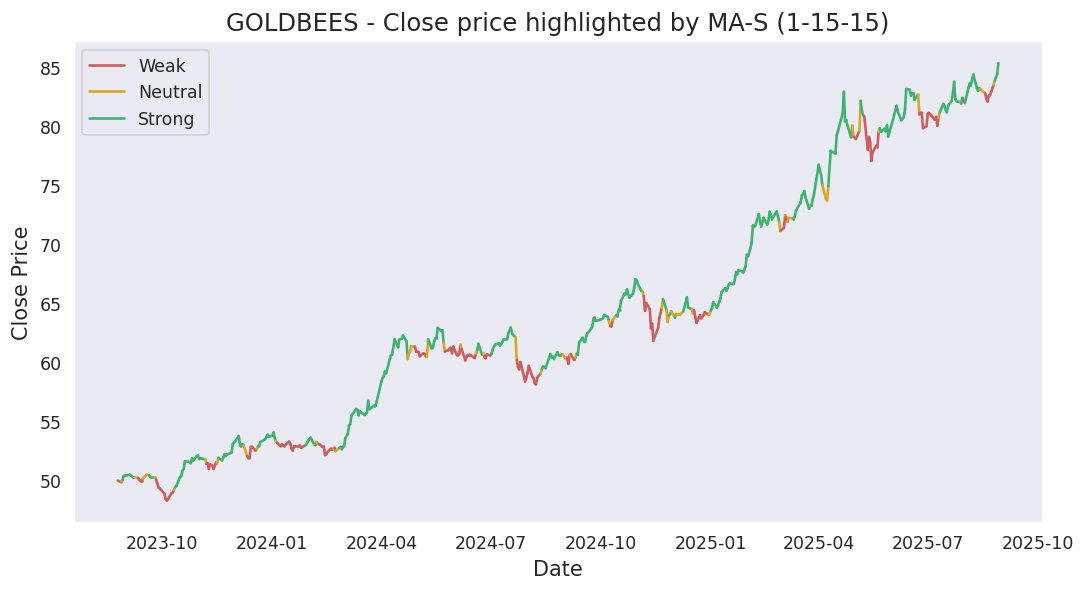 GOLDBEES - Close price highlighted by MA-S (1-15-15)
Weak
Neutral
Strong
Close Price
85
80
75
70
65
60
55
50
2023-10 2024-01 2024-04 2024-07 2024-10 2025-01 2025-04 2025-07 2025-10
Date